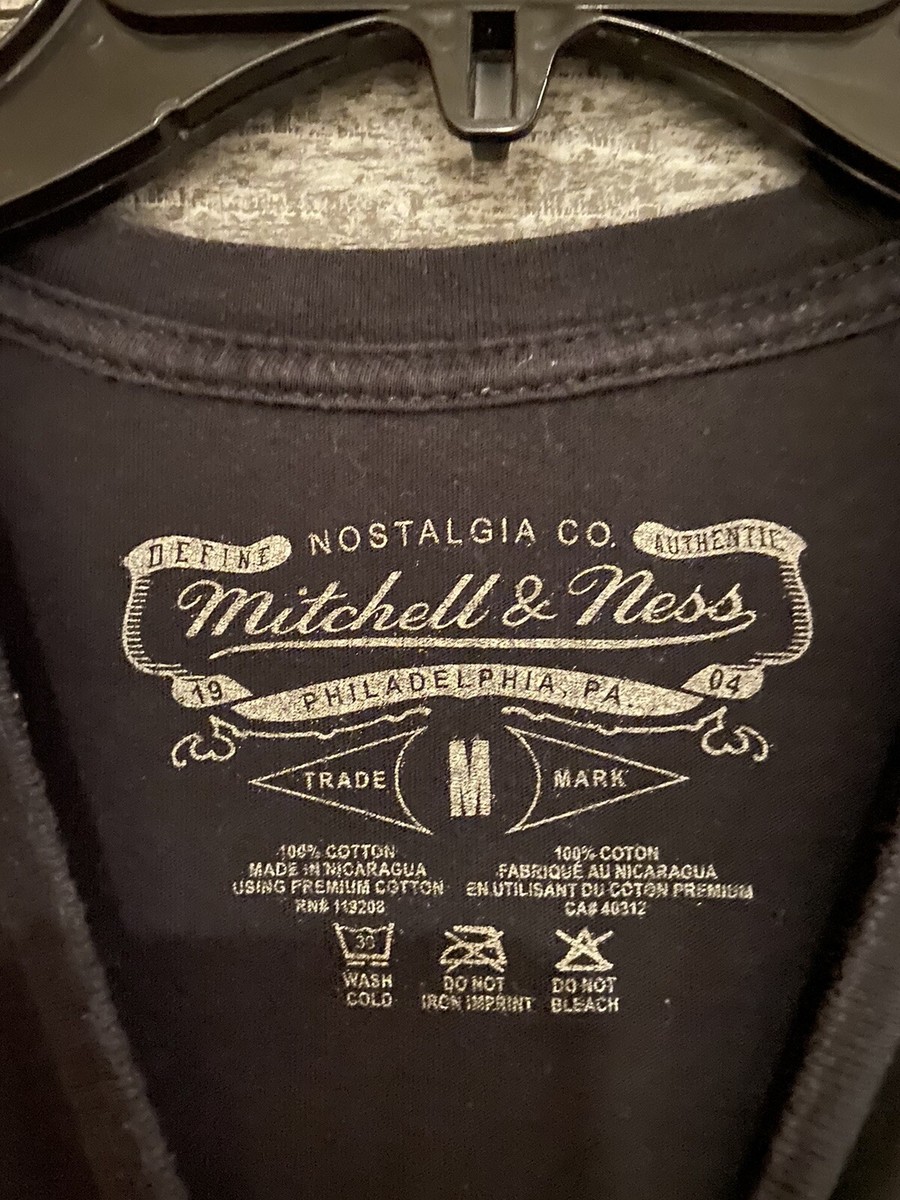 DEFINE NOSTALGIA CO. AUTHENTIC
Mitchell & Ness
19 PHILADELPHIA, PA. 04
TRADE M MARK
100% COTTON
MADE IN NICARAGUA
USING PREMIUM COTTON
RN# 119208
100% COTON
FABRIQUÉ AU NICARAGUA
EN UTILISANT DU COTON PREMIUM
CA# 40312
30
WASH
COLD
DO NOT
IRON IMPRINT
DO NOT
BLEACH